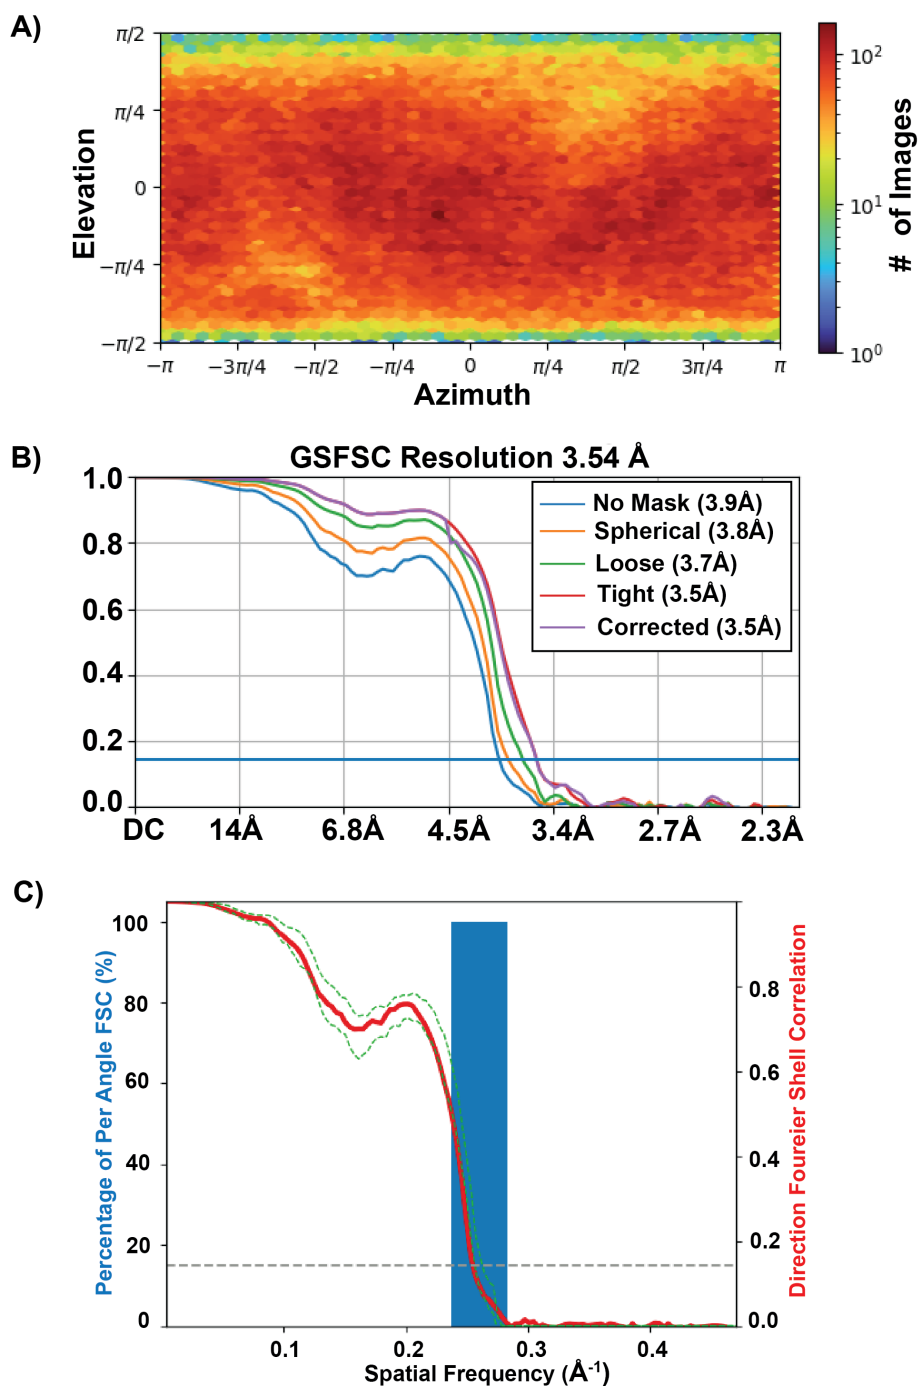 A)
π/2
π/4
0
−π/4
−π/2
Elevation
−π
−3π/4
−π/2
−π/4
0
π/4
π/2
3π/4
π
Azimuth
10²
10¹
10⁰
# of Images
B)
GSFSC Resolution 3.54 Å
1.0
0.8
0.6
0.4
0.2
0.0
No Mask (3.9Å)
Spherical (3.8Å)
Loose (3.7Å)
Tight (3.5Å)
Corrected (3.5Å)
DC
14Å
6.8Å
4.5Å
3.4Å
2.7Å
2.3Å
C)
Percentage of Per Angle FSC (%)
100
80
60
40
20
0
0.8
0.6
0.4
0.2
0.0
Direction Foureier Shell Correlation
0.1
0.2
0.3
0.4
Spatial Frequency (Å⁻¹)